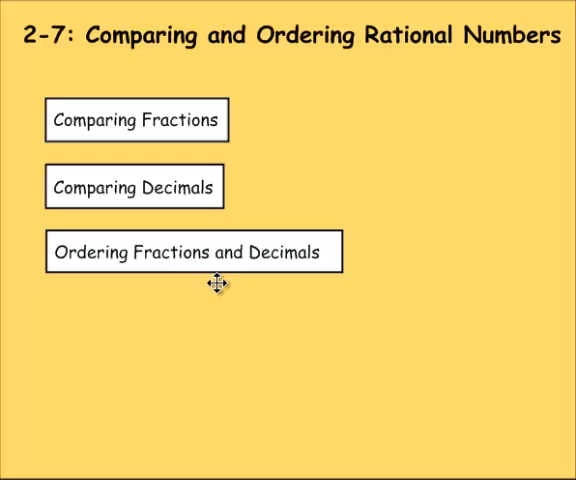 2-7: Comparing and Ordering Rational Numbers
Comparing Fractions
Comparing Decimals
Ordering Fractions and Decimals